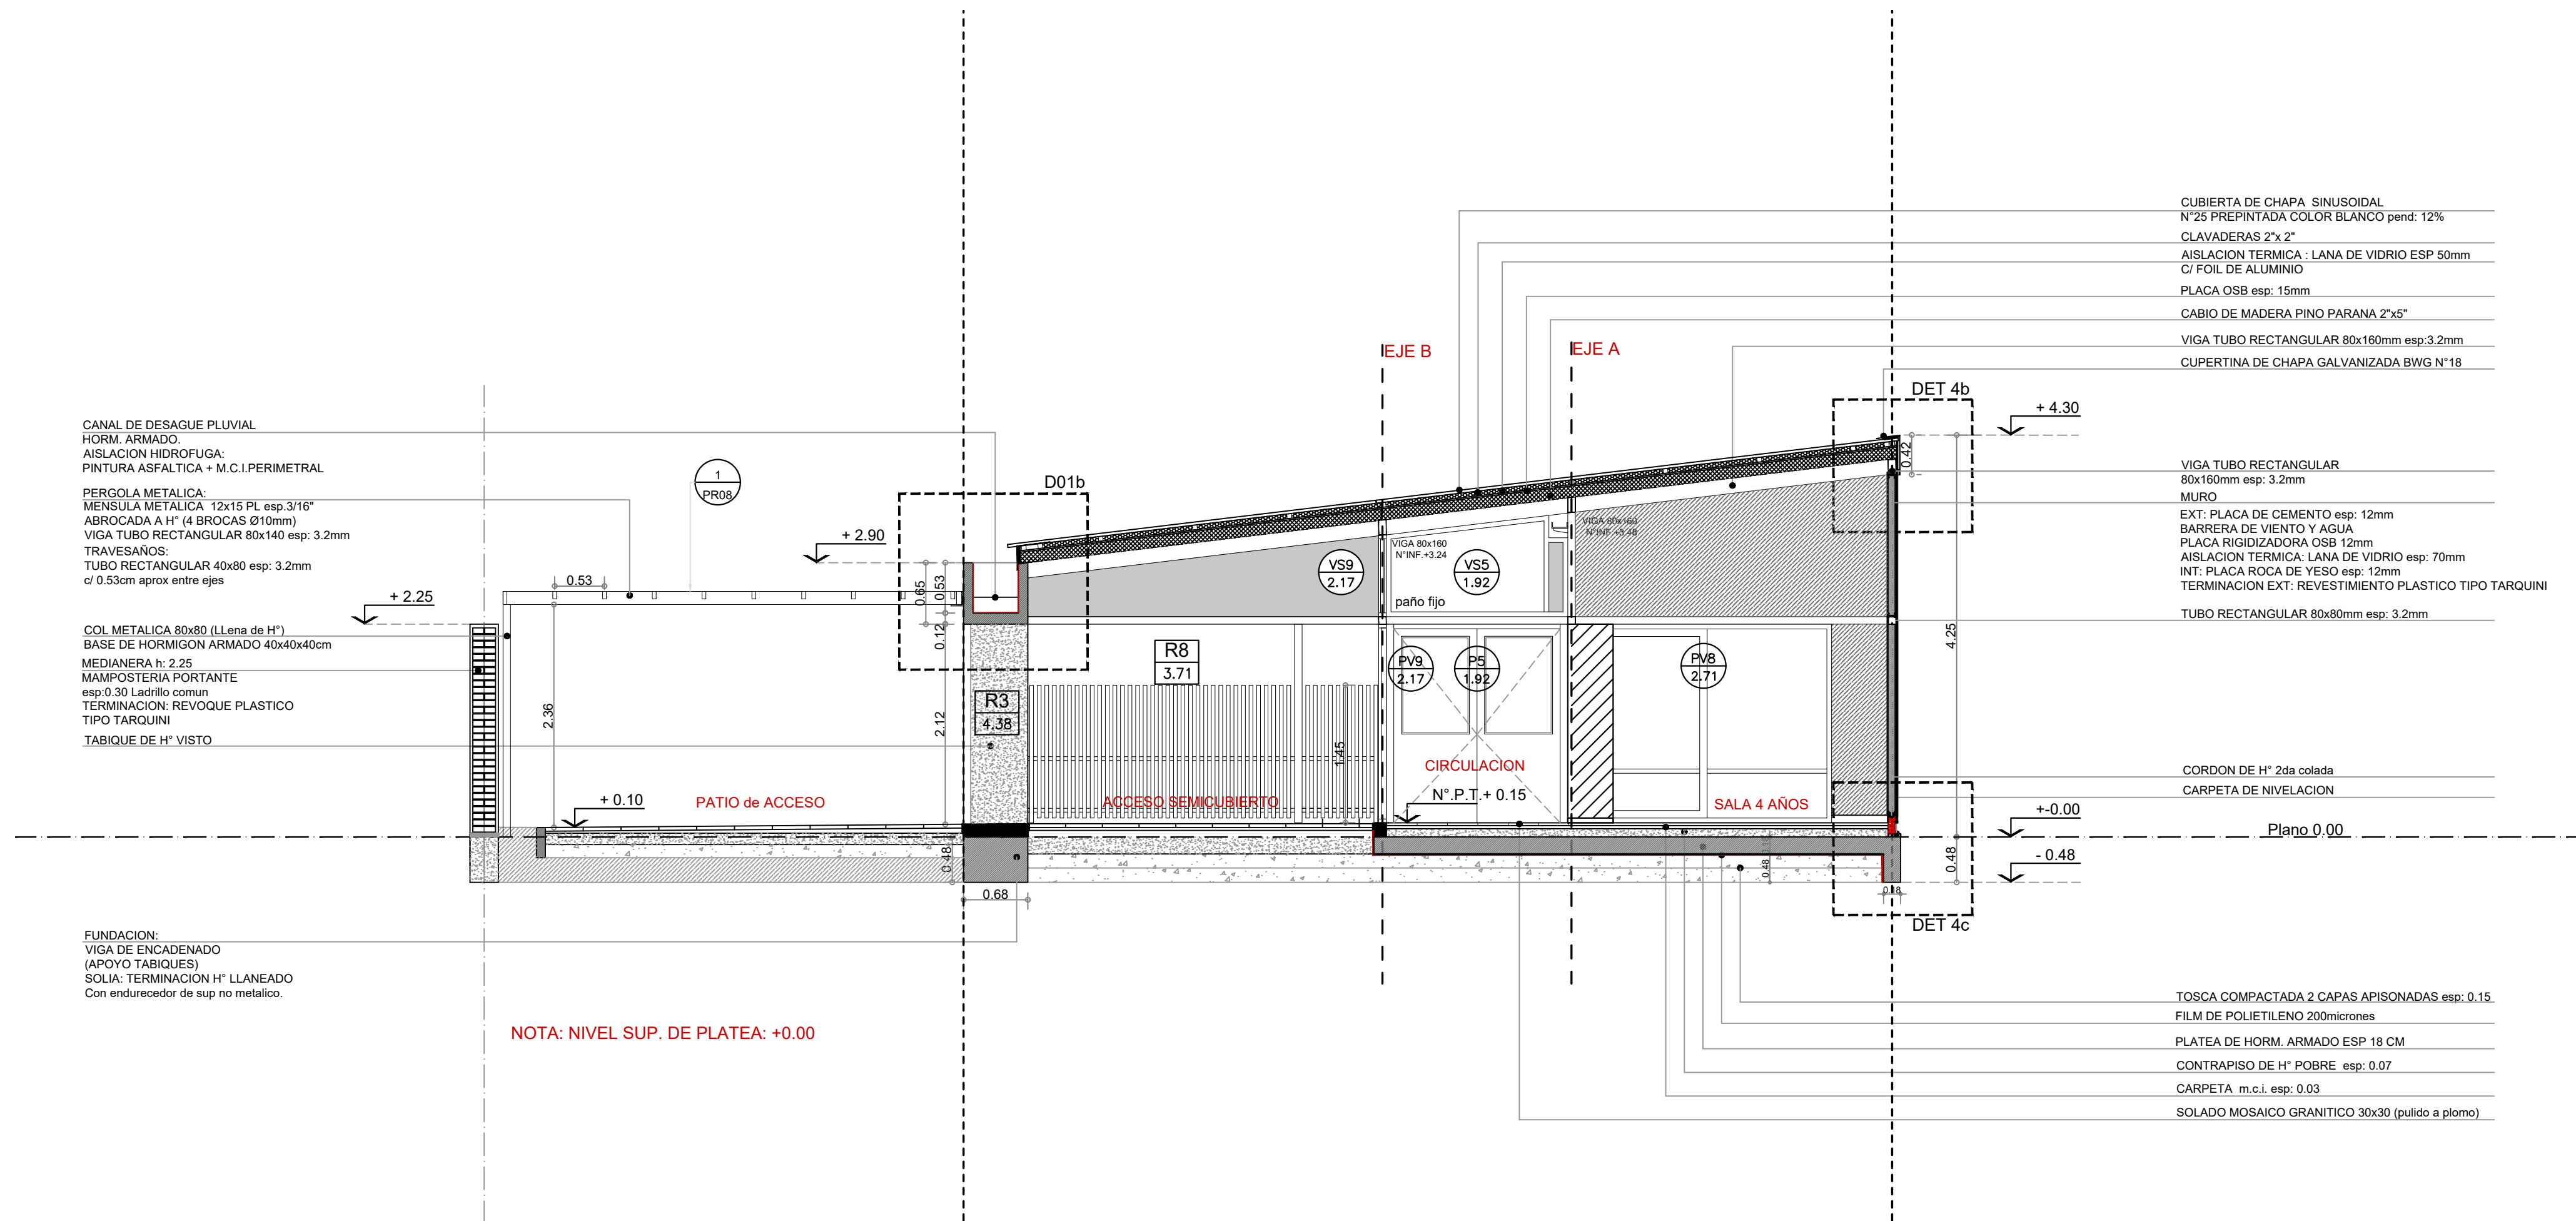 CUBIERTA DE CHAPA  SINUSOIDAL
N°25 PREPINTADA COLOR BLANCO pend: 12%
CLAVADERAS 2"x 2"
AISLACION TERMICA : LANA DE VIDRIO ESP 50mm
C/ FOIL DE ALUMINIO
PLACA OSB esp: 15mm
CABIO DE MADERA PINO PARANA 2"x5"
VIGA TUBO RECTANGULAR 80x160mm esp:3.2mm
CUPERTINA DE CHAPA GALVANIZADA BWG N°18
EJE B
EJE A
DET 4b
+ 4.30
0.42
CANAL DE DESAGUE PLUVIAL
HORM. ARMADO.
AISLACION HIDROFUGA:
PINTURA ASFALTICA + M.C.I.PERIMETRAL
PERGOLA METALICA:
MENSULA METALICA  12x15 PL esp.3/16"
ABROCADA A H° (4 BROCAS Ø10mm)
VIGA TUBO RECTANGULAR 80x140 esp: 3.2mm
TRAVESAÑOS:
TUBO RECTANGULAR 40x80 esp: 3.2mm
c/ 0.53cm aprox entre ejes
COL METALICA 80x80 (LLena de H°)
BASE DE HORMIGON ARMADO 40x40x40cm
MEDIANERA h: 2.25
MAMPOSTERIA PORTANTE
esp:0.30 Ladrillo comun
TERMINACION: REVOQUE PLASTICO
TIPO TARQUINI
TABIQUE DE H° VISTO
1
PR08
D01b
+ 2.90
+ 2.25
0.53
0.65
0.53
0.12
2.12
2.36
VIGA 80x160
N°INF.+3.24
VIGA 80x160
N°INF +3.48
VS9
2.17
VS5
1.92
paño fijo
R8
3.71
R3
4.38
PV9
2.17
P5
1.92
PV8
2.71
1.45
CIRCULACION
PATIO de ACCESO
ACCESO SEMICUBIERTO
N°.P.T.+ 0.15
SALA 4 AÑOS
+ 0.10
VIGA TUBO RECTANGULAR
80x160mm esp: 3.2mm
MURO
EXT: PLACA DE CEMENTO esp: 12mm
BARRERA DE VIENTO Y AGUA
PLACA RIGIDIZADORA OSB 12mm
AISLACION TERMICA: LANA DE VIDRIO esp: 70mm
INT: PLACA ROCA DE YESO esp: 12mm
TERMINACION EXT: REVESTIMIENTO PLASTICO TIPO TARQUINI
TUBO RECTANGULAR 80x80mm esp: 3.2mm
4.25
CORDON DE H° 2da colada
CARPETA DE NIVELACION
+-0.00
Plano 0.00
- 0.48
0.48
0.48
0.48
0.68
0.18
DET 4c
FUNDACION:
VIGA DE ENCADENADO
(APOYO TABIQUES)
SOLIA: TERMINACION H° LLANEADO
Con endurecedor de sup no metalico.
NOTA: NIVEL SUP. DE PLATEA: +0.00
TOSCA COMPACTADA 2 CAPAS APISONADAS esp: 0.15
FILM DE POLIETILENO 200micrones
PLATEA DE HORM. ARMADO ESP 18 CM
CONTRAPISO DE H° POBRE  esp: 0.07
CARPETA  m.c.i. esp: 0.03
SOLADO MOSAICO GRANITICO 30x30 (pulido a plomo)